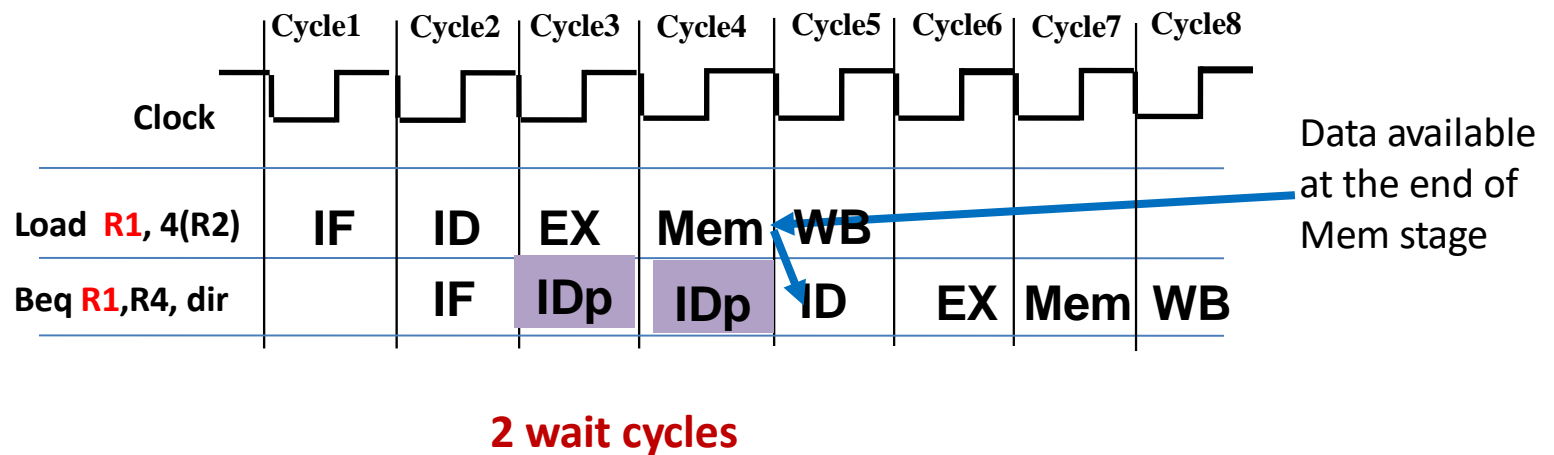 Cycle1 Cycle2 Cycle3 Cycle4 Cycle5 Cycle6 Cycle7 Cycle8
Clock
Data available
at the end of
Mem stage
Load R1, 4(R2) IF ID EX Mem WB
Beq R1,R4, dir IF IDp IDp ID EX Mem WB
2 wait cycles